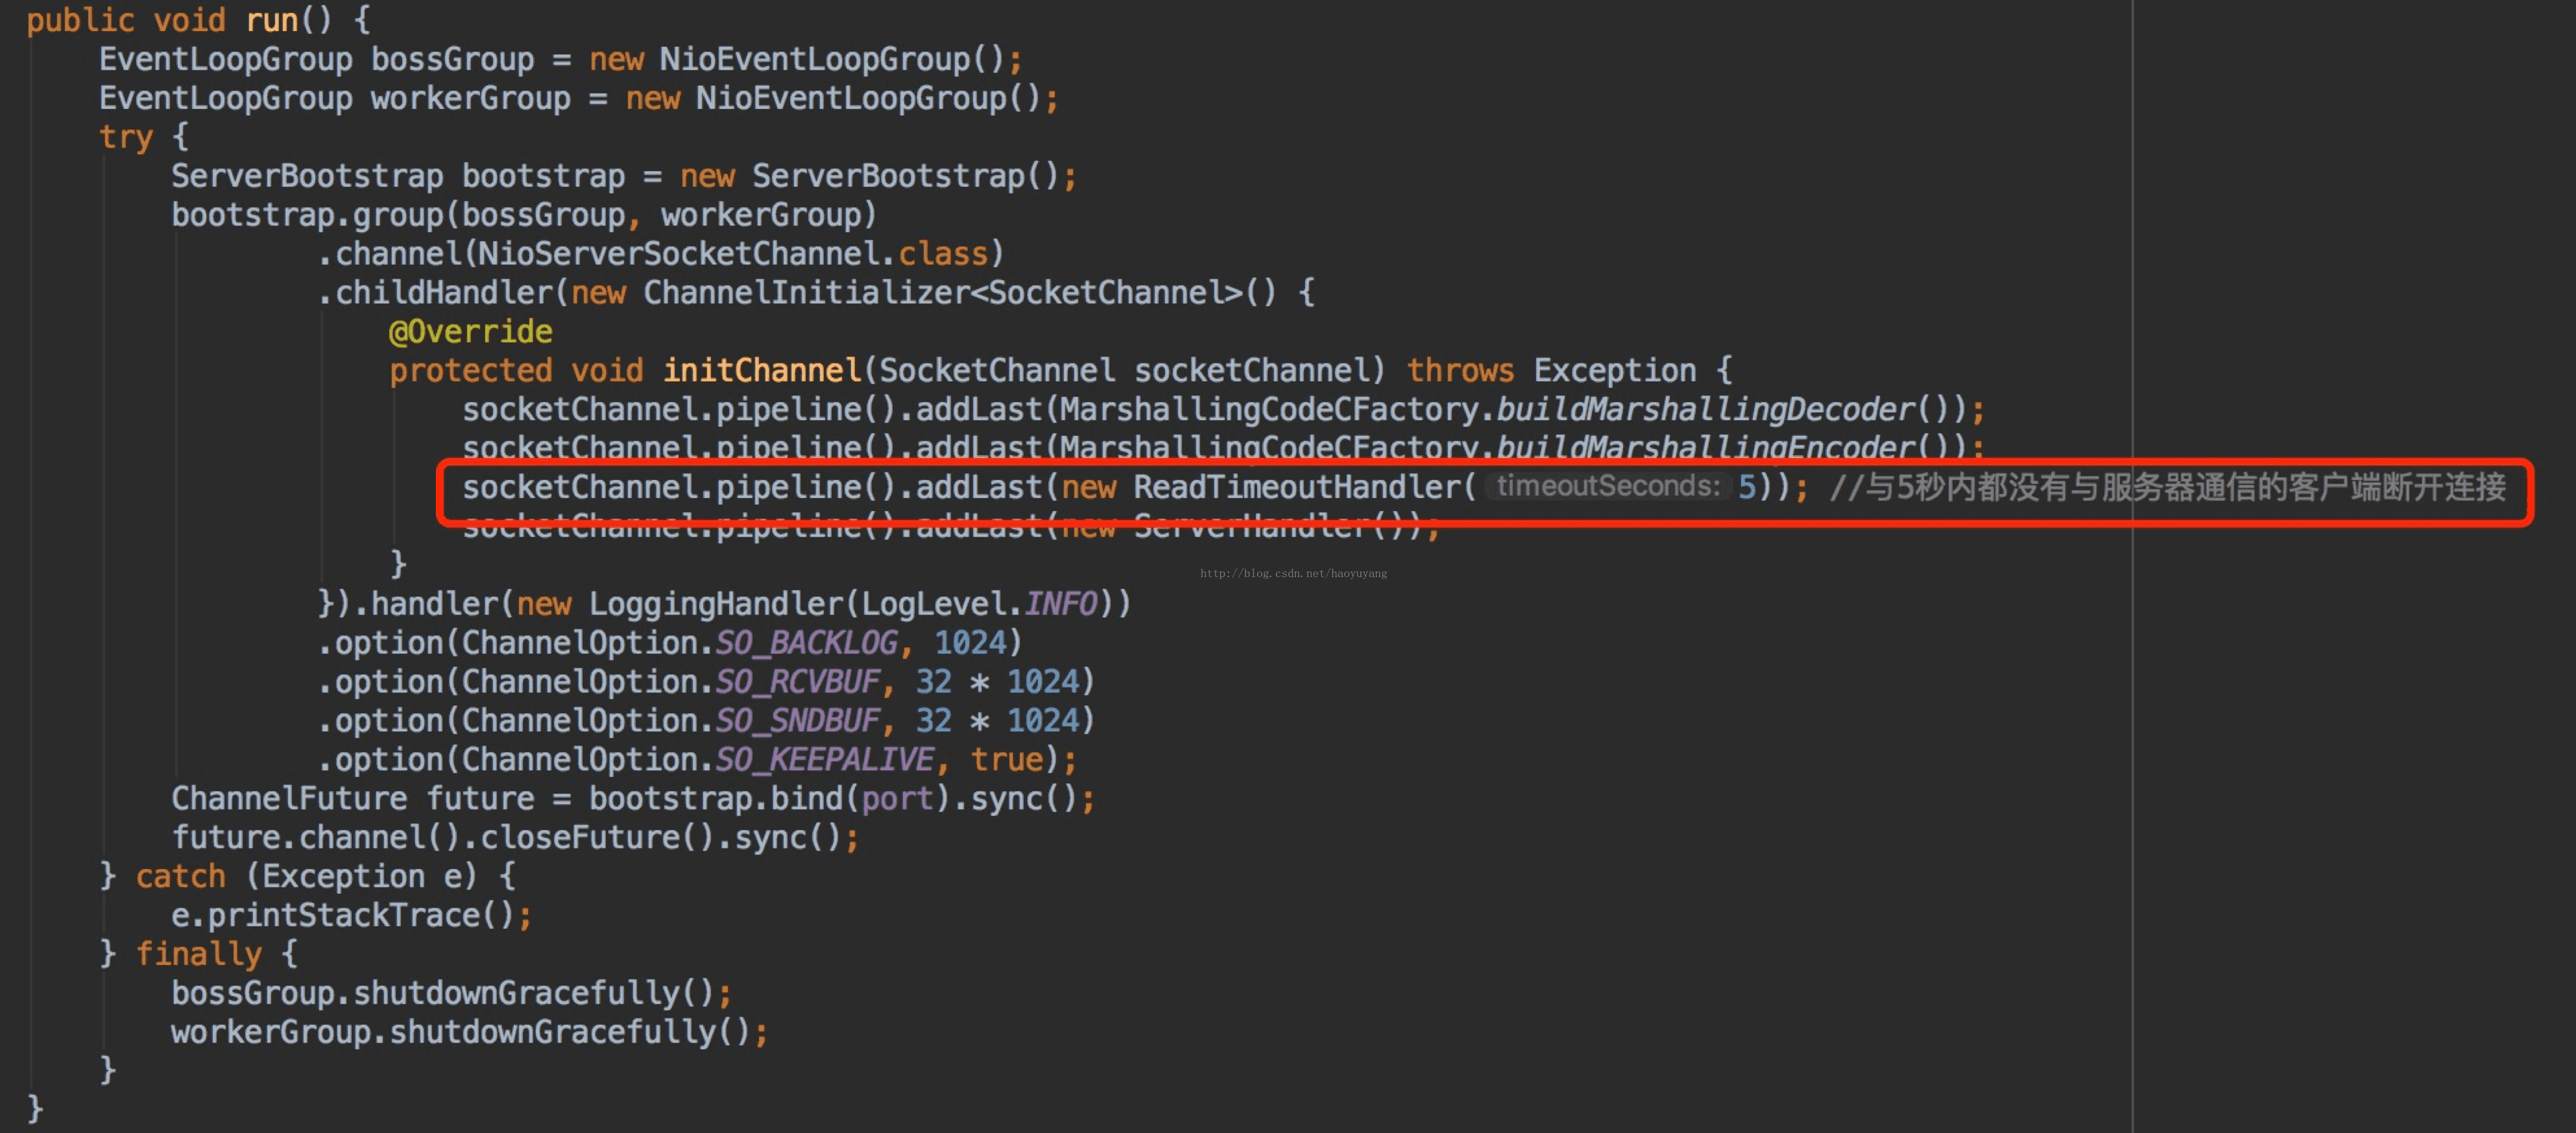 public void run() {
EventLoopGroup bossGroup = new NioEventLoopGroup();
EventLoopGroup workerGroup = new NioEventLoopGroup();
try {
ServerBootstrap bootstrap = new ServerBootstrap();
bootstrap.group(bossGroup, workerGroup)
.channel(NioServerSocketChannel.class)
.childHandler(new ChannelInitializer<SocketChannel>() {
@Override
protected void initChannel(SocketChannel socketChannel) throws Exception {
socketChannel.pipeline().addLast(MarshallingCodeCFactory.buildMarshallingDecoder());
socketChannel.pipeline().addLast(MarshallingCodeCFactory.buildMarshallingEncoder());
socketChannel.pipeline().addLast(new ReadTimeoutHandler( timeoutSeconds: 5)); //与5秒内都没有与服务器通信的客户端断开连接
socketChannel.pipeline().addLast(new ServerHandler());
}
http://blog.csdn.net/haoyuyang
}).handler(new LoggingHandler(LogLevel.INFO))
.option(ChannelOption.SO_BACKLOG, 1024)
.option(ChannelOption.SO_RCVBUF, 32 * 1024)
.option(ChannelOption.SO_SNDBUF, 32 * 1024)
.option(ChannelOption.SO_KEEPALIVE, true);
ChannelFuture future = bootstrap.bind(port).sync();
future.channel().closeFuture().sync();
} catch (Exception e) {
e.printStackTrace();
} finally {
bossGroup.shutdownGracefully();
workerGroup.shutdownGracefully();
}
}